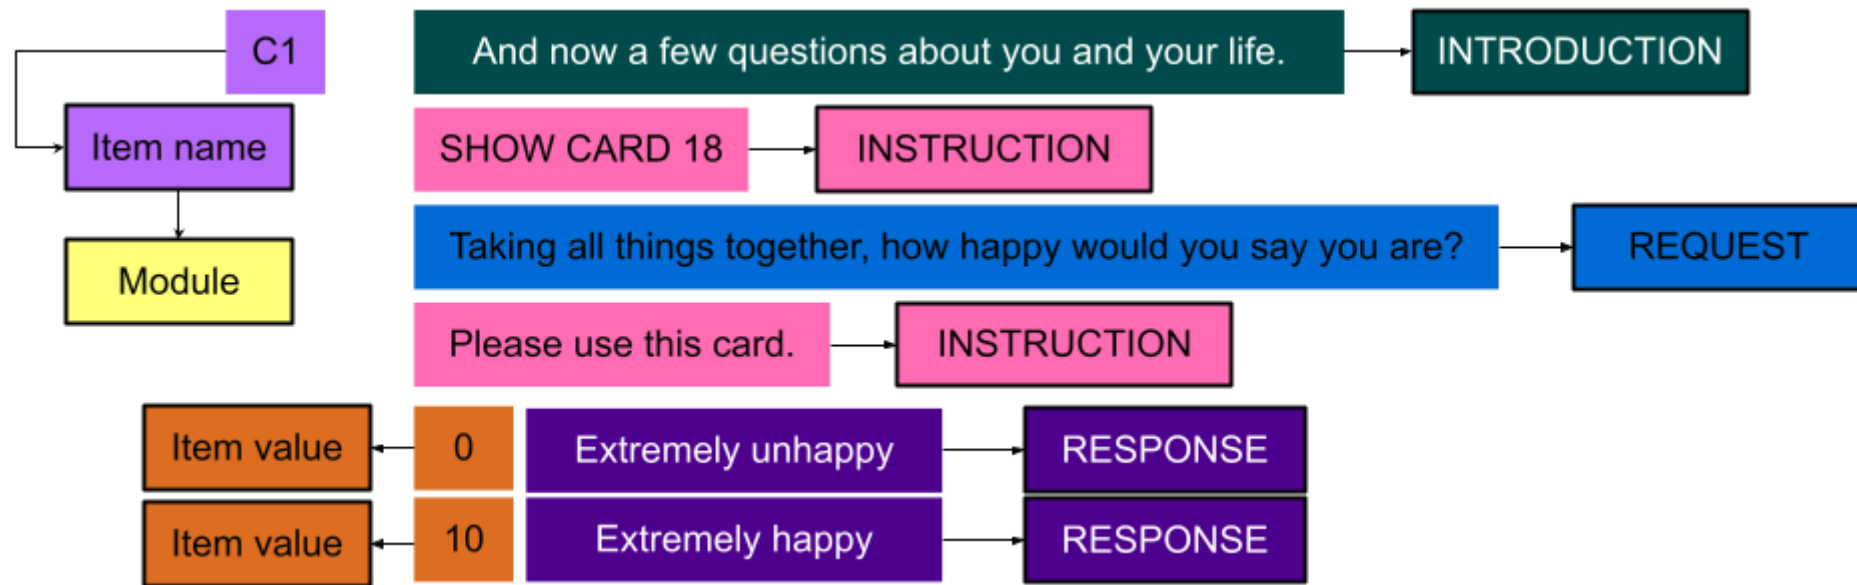 C1 And now a few questions about you and your life. INTRODUCTION
Item name SHOW CARD 18 INSTRUCTION
Module Taking all things together, how happy would you say you are? REQUEST
Please use this card. INSTRUCTION
Item value 0 Extremely unhappy RESPONSE
Item value 10 Extremely happy RESPONSE